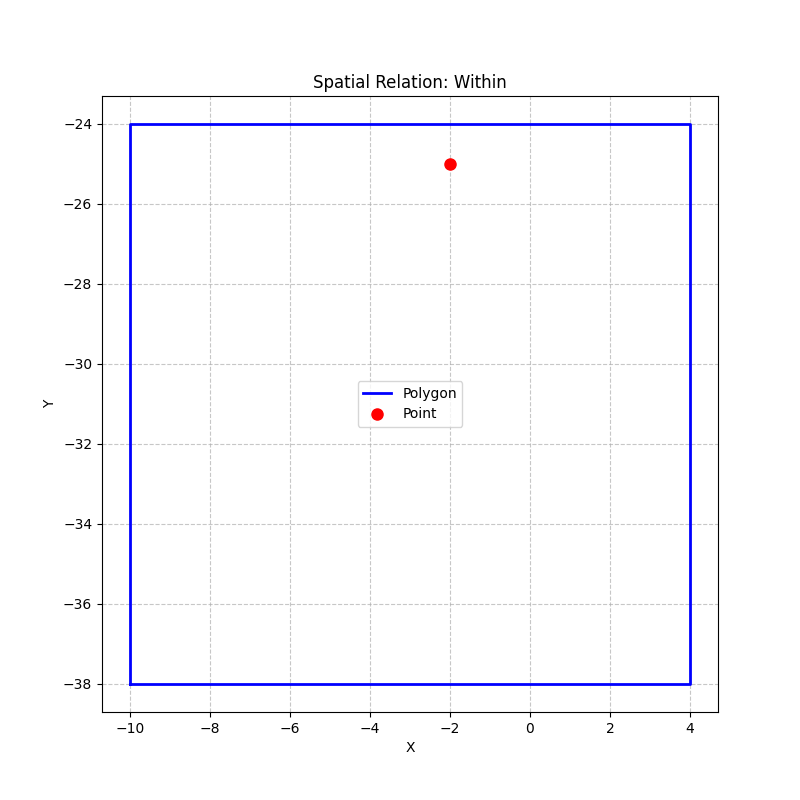 Spatial Relation: Within
−24
−26
−28
−30
−32
−34
−36
−38
Y
Polygon
Point
−10 −8 −6 −4 −2 0 2 4
X